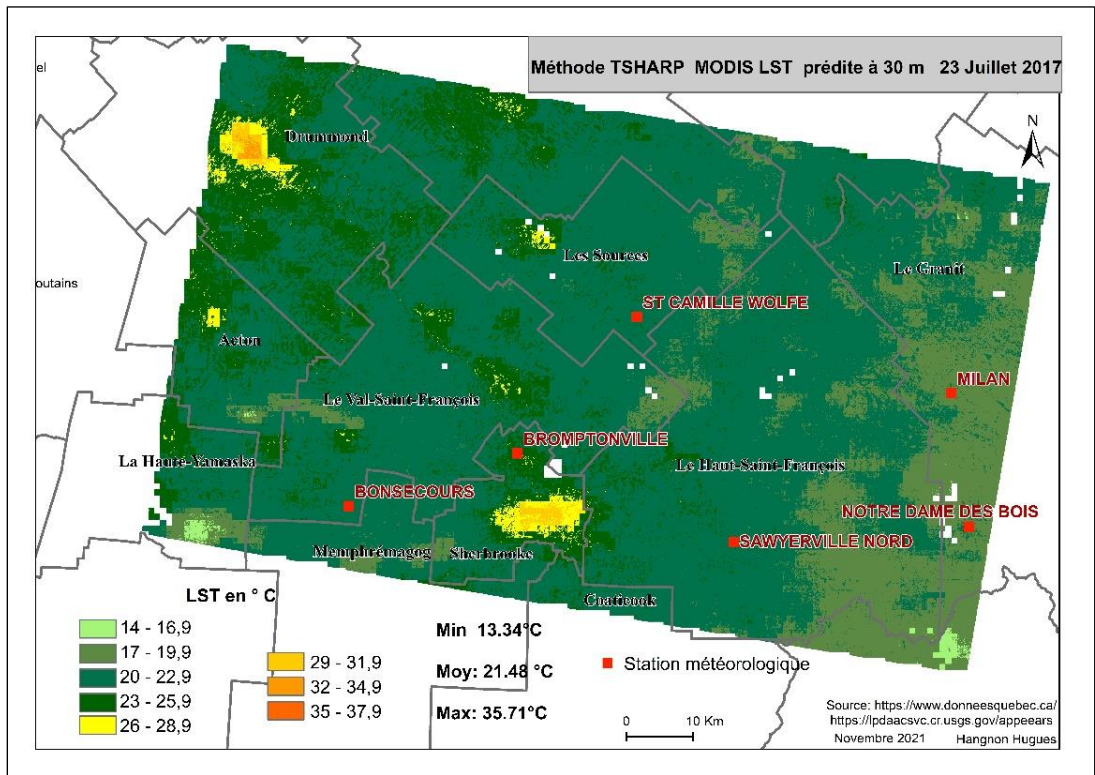 Méthode TSHARP MODIS LST prédite à 30 m 23 Juillet 2017
el
N
Drummond
Les Sources
Le Granit
outains
ST CAMILLE WOLFE
Acton
MILAN
Le Val-Saint-François
BROMPTONVILLE
La Haute-Yamaska
Le Haut-Saint-François
BONSECOURS
NOTRE DAME DES BOIS
SAWYERVILLE NORD
Memphrémagog
Sherbrooke
Coaticook
LST en ° C
14 - 16,9
17 - 19,9
20 - 22,9
23 - 25,9
26 - 28,9
29 - 31,9
32 - 34,9
35 - 37,9
Min 13.34°C
Moy: 21.48 °C
Max: 35.71°C
Station météorologique
0 10 Km
Source: https://www.donneesquebec.ca/
https://lpdaacsvc.cr.usgs.gov/appeears
Novembre 2021 Hangnon Hugues